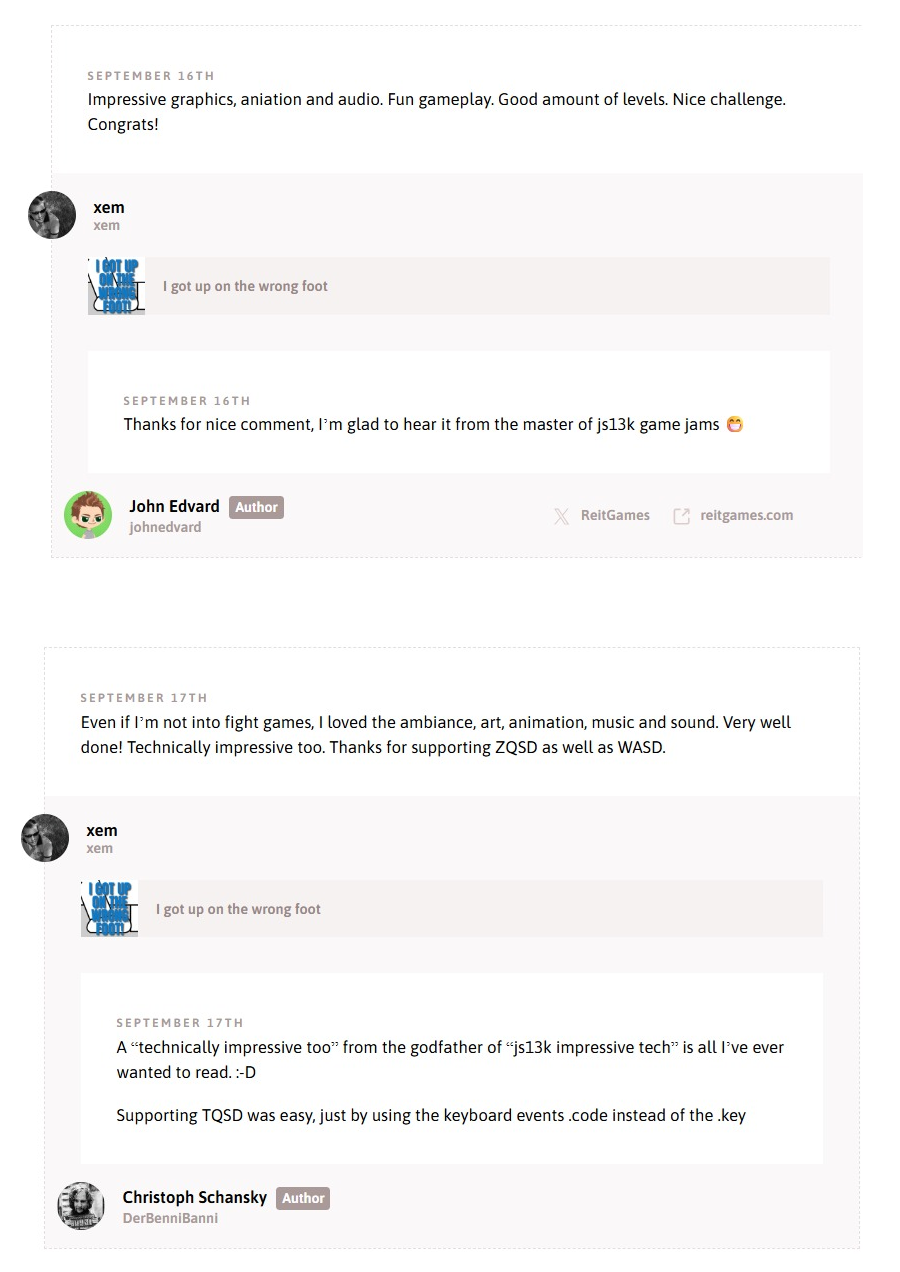 SEPTEMBER 16TH
Impressive graphics, aniation and audio. Fun gameplay. Good amount of levels. Nice challenge.
Congrats!
xem
xem
I GOT UP
ON THE
WRONG
FOOT!
I got up on the wrong foot
SEPTEMBER 16TH
Thanks for nice comment, I’m glad to hear it from the master of js13k game jams 😁
John Edvard Author
johnedvard
ReitGames reitgames.com
SEPTEMBER 17TH
Even if I’m not into fight games, I loved the ambiance, art, animation, music and sound. Very well
done! Technically impressive too. Thanks for supporting ZQSD as well as WASD.
xem
xem
I GOT UP
ON THE
WRONG
FOOT!
I got up on the wrong foot
SEPTEMBER 17TH
A “technically impressive too” from the godfather of “js13k impressive tech” is all I’ve ever
wanted to read. :-D
Supporting TQSD was easy, just by using the keyboard events .code instead of the .key
Christoph Schansky Author
DerBenniBanni